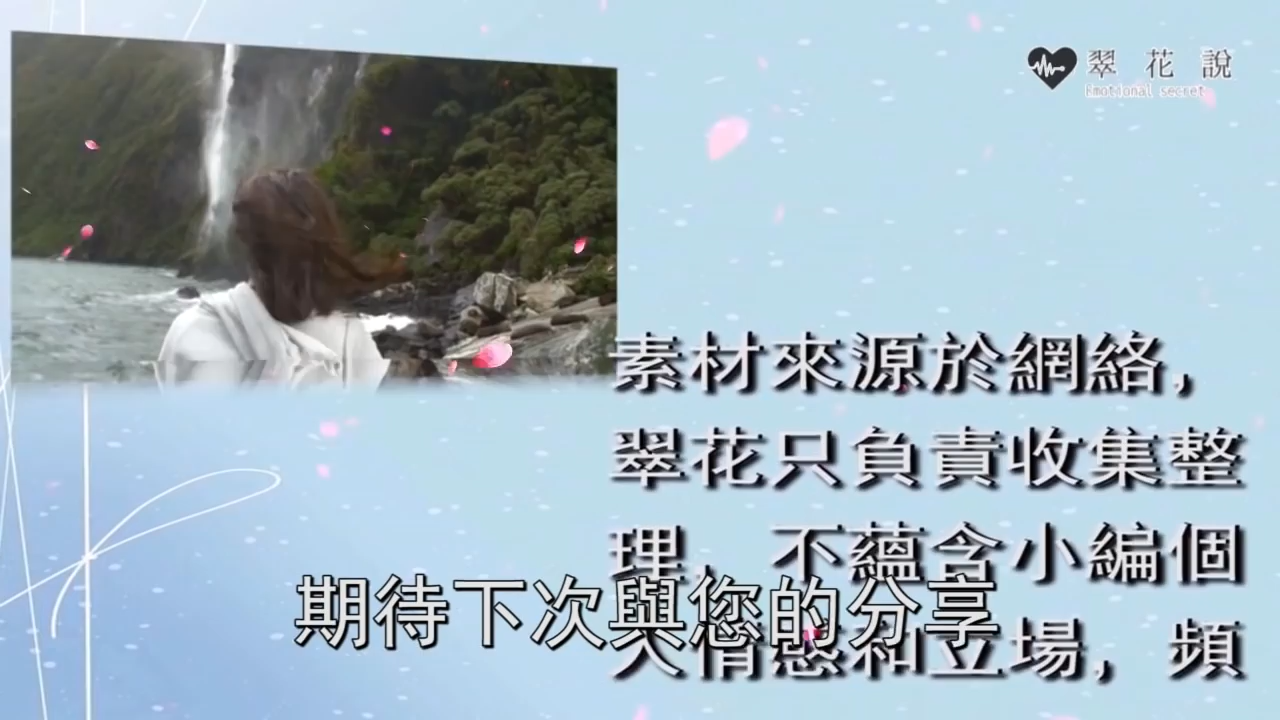 翠花說
Emotional secret
素材來源於網絡，
翠花只負責收集整
理，不蘊含小編個
人情感和立場，頻
期待下次與您的分享